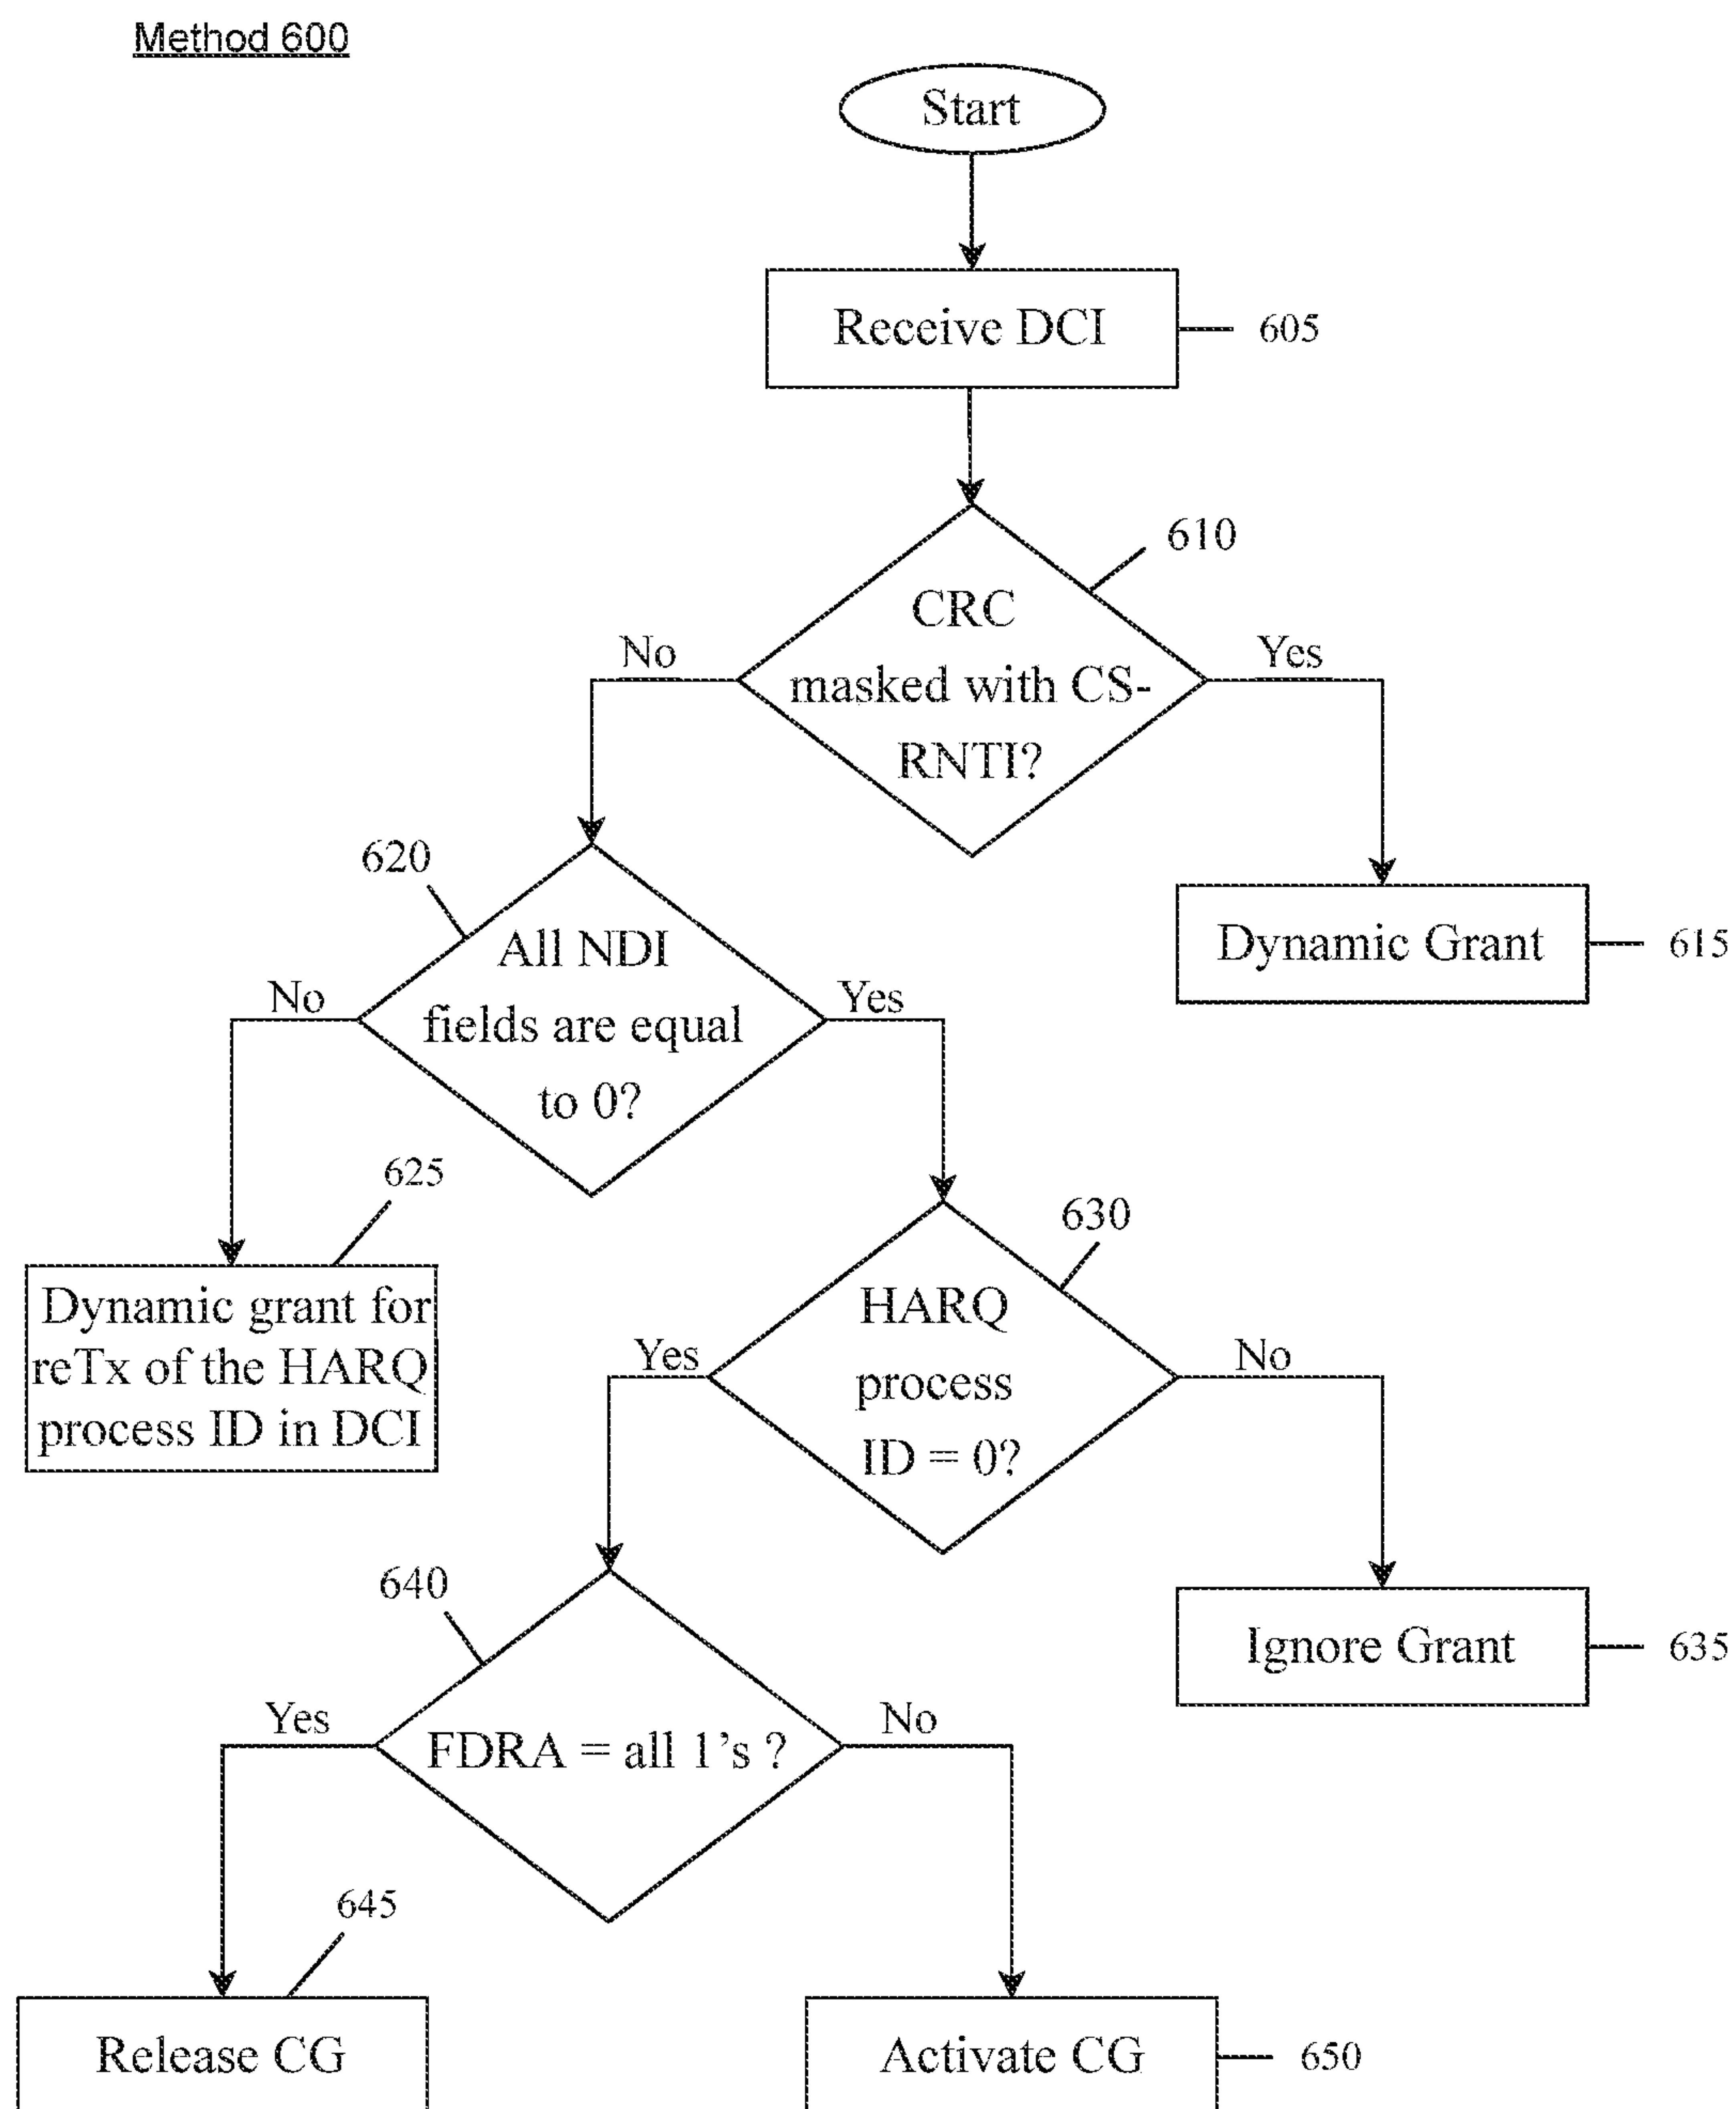 Method 600
Start
Receive DCI
605
610
CRC
masked with CS-
RNTI?
No
Yes
620
All NDI
fields are equal
to 0?
Dynamic Grant
615
No
Yes
625
Dynamic grant for
reTx of the HARQ
process ID in DCI
630
HARQ
process
ID = 0?
Yes
No
640
FDRA = all 1's ?
Ignore Grant
635
Yes
No
645
Release CG
Activate CG
650